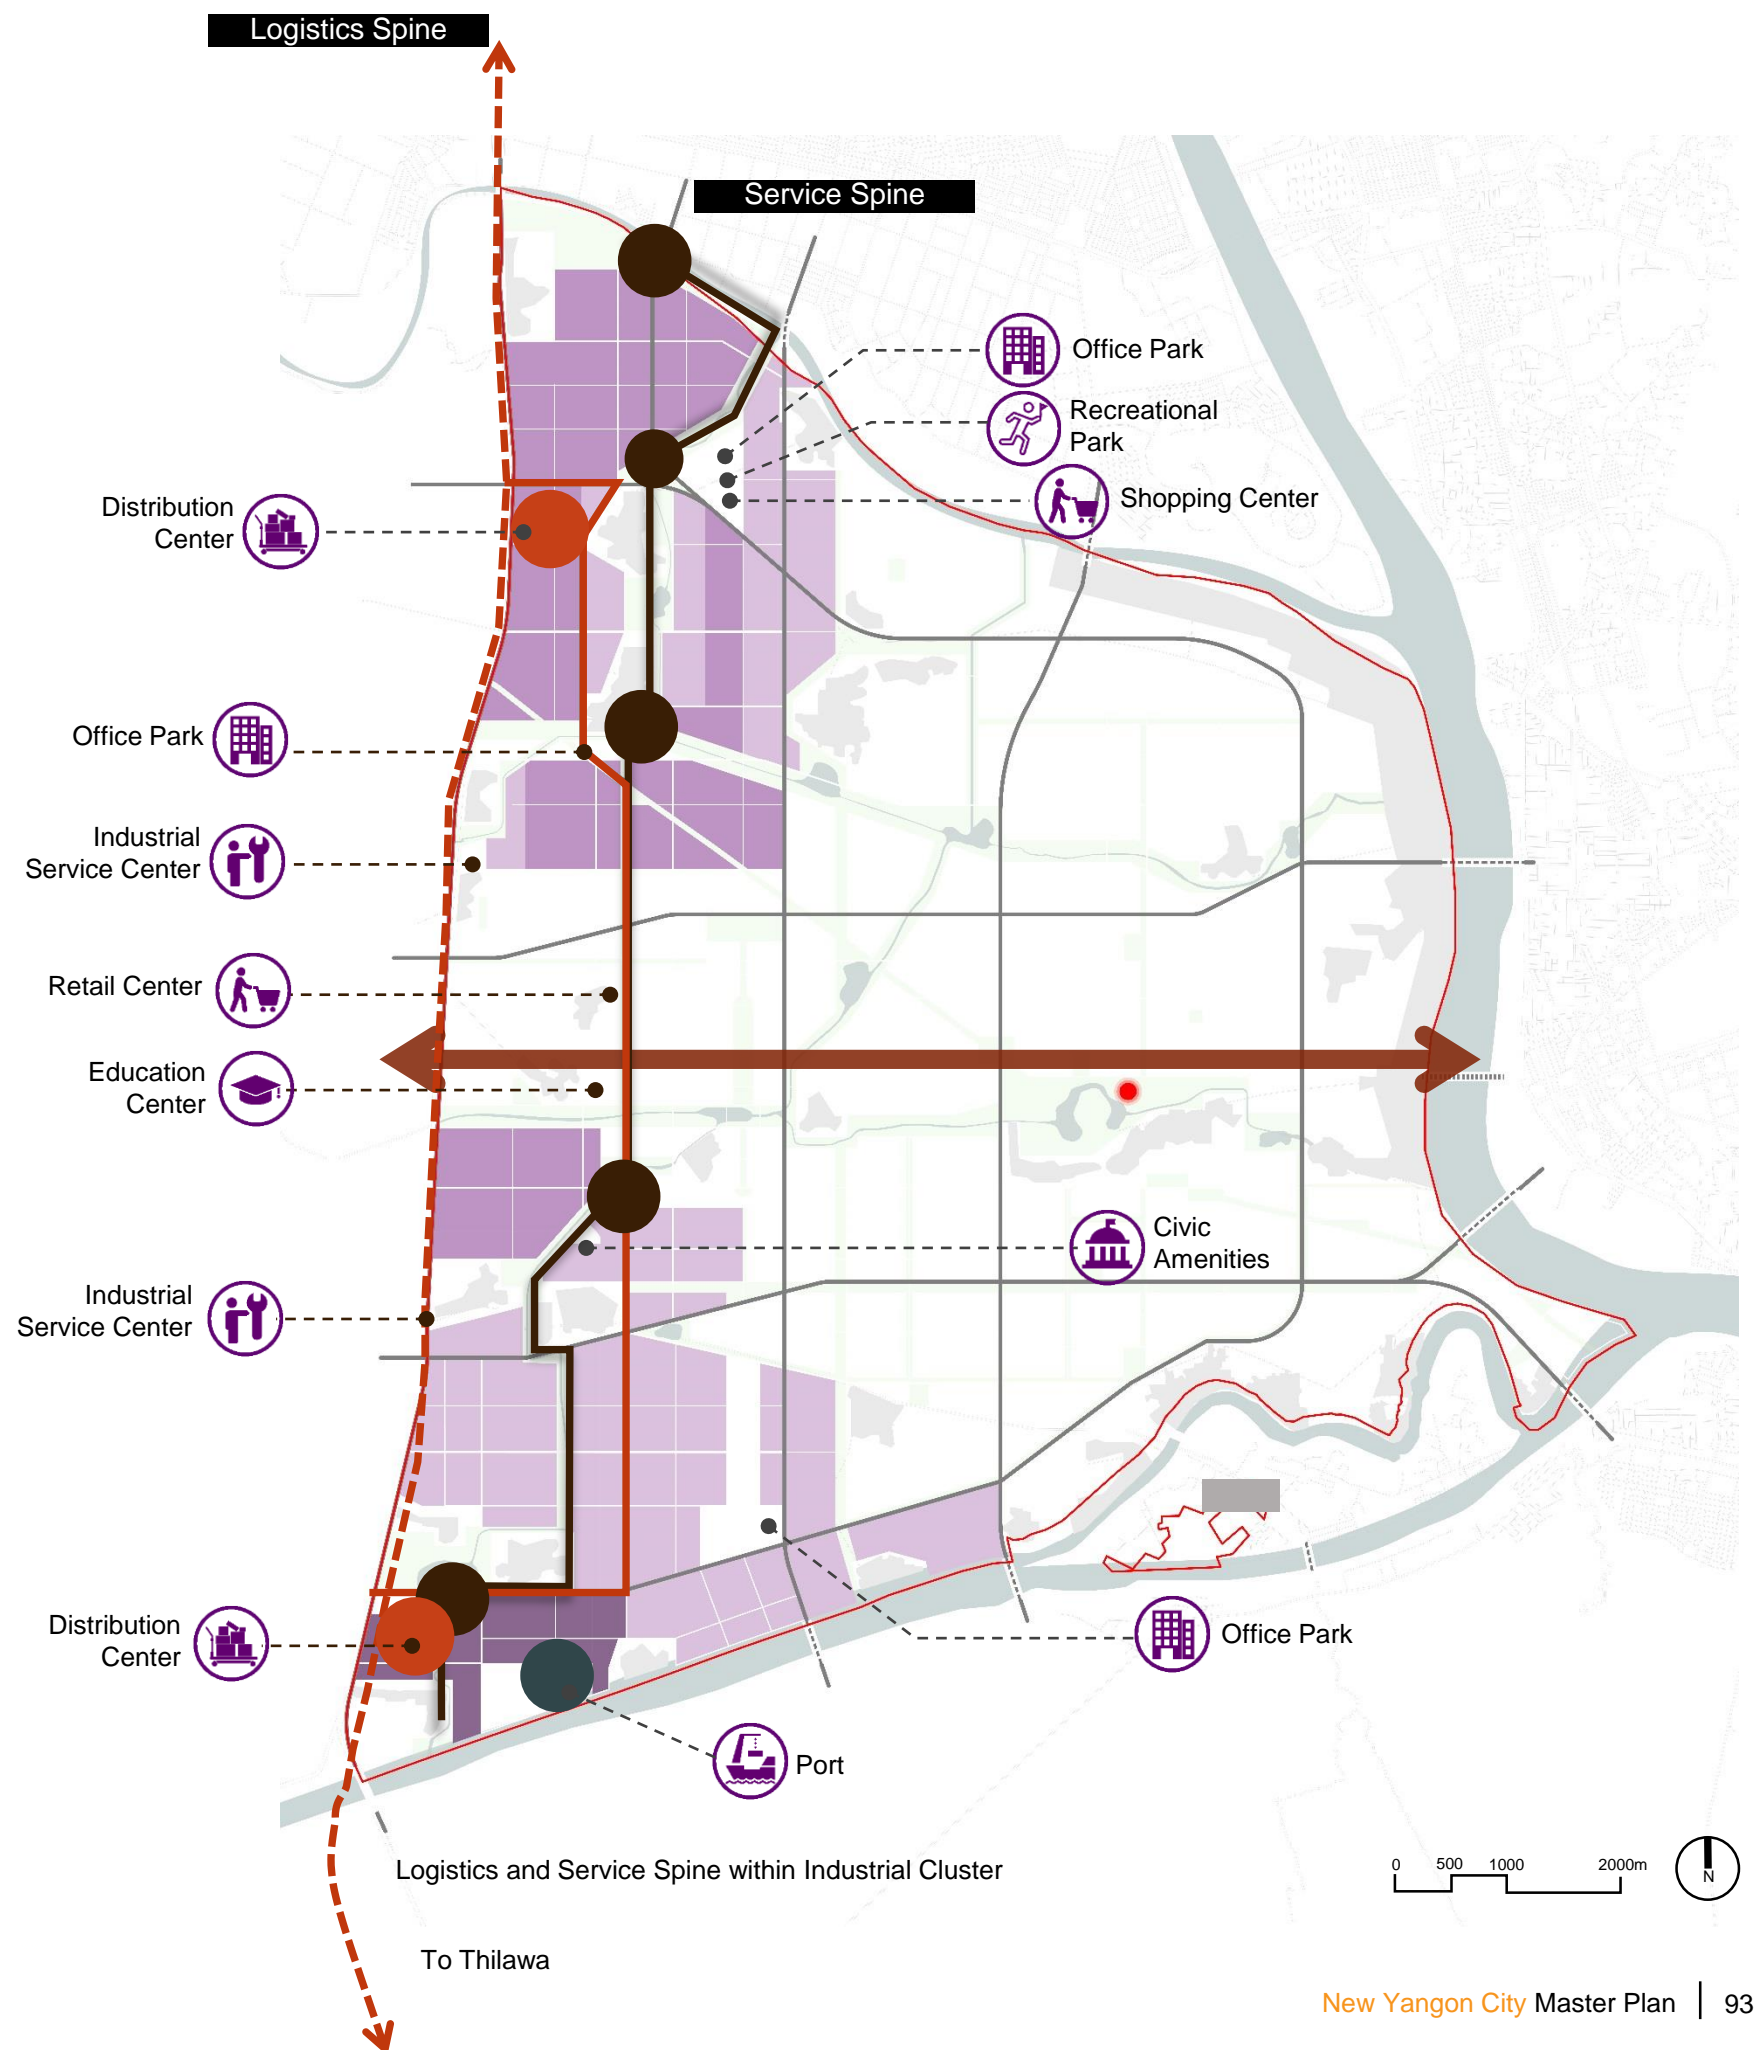 Logistics Spine
Service Spine
Office Park
Recreational
Park
Shopping Center
Distribution
Center
Office Park
Industrial
Service Center
Retail Center
Education
Center
Civic
Amenities
Industrial
Service Center
Distribution
Center
Office Park
Port
Logistics and Service Spine within Industrial Cluster
0 500 1000 2000m
N
To Thilawa
New Yangon City Master Plan | 93